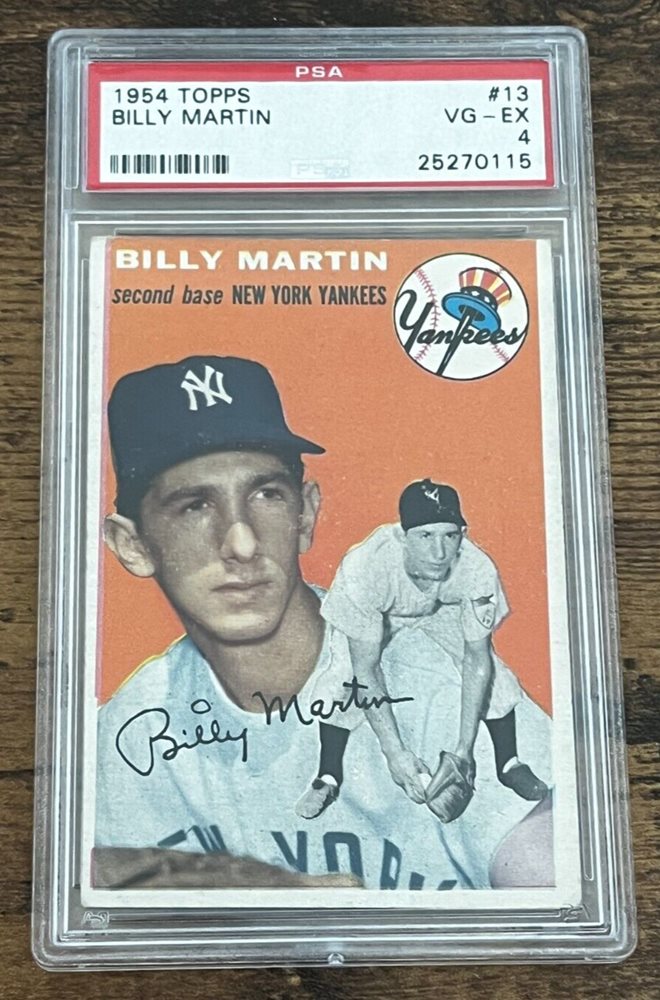 PSA
1954 TOPPS #13
BILLY MARTIN VG - EX
4
25270115
BILLY MARTIN
second base NEW YORK YANKEES
Yankees
NY
Billy Martin
NEW YORK